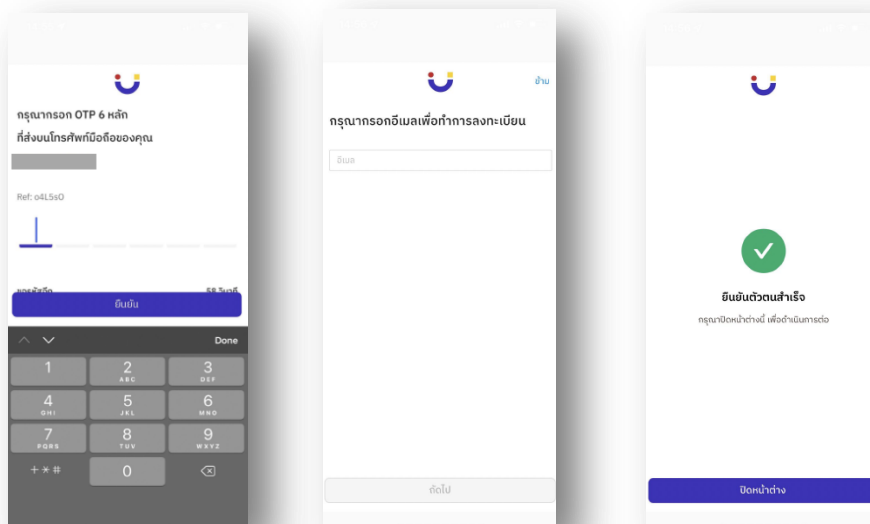 กรุณากรอก OTP 6 หลัก
ที่ส่งบนโทรศัพท์มือถือของคุณ
Ref: o4L5sO
ขอรหัสอีก 58 วินาที
ยืนยัน
Done
1
2 ABC
3 DEF
4 GHI
5 JKL
6 MNO
7 PQRS
8 TUV
9 WXYZ
+*#
0
ข้าม
กรุณากรอกอีเมลเพื่อทำการลงทะเบียน
อีเมล
ถัดไป
ยืนยันตัวตนสำเร็จ
กรุณาปิดหน้าต่างนี้ เพื่อดำเนินการต่อ
ปิดหน้าต่าง